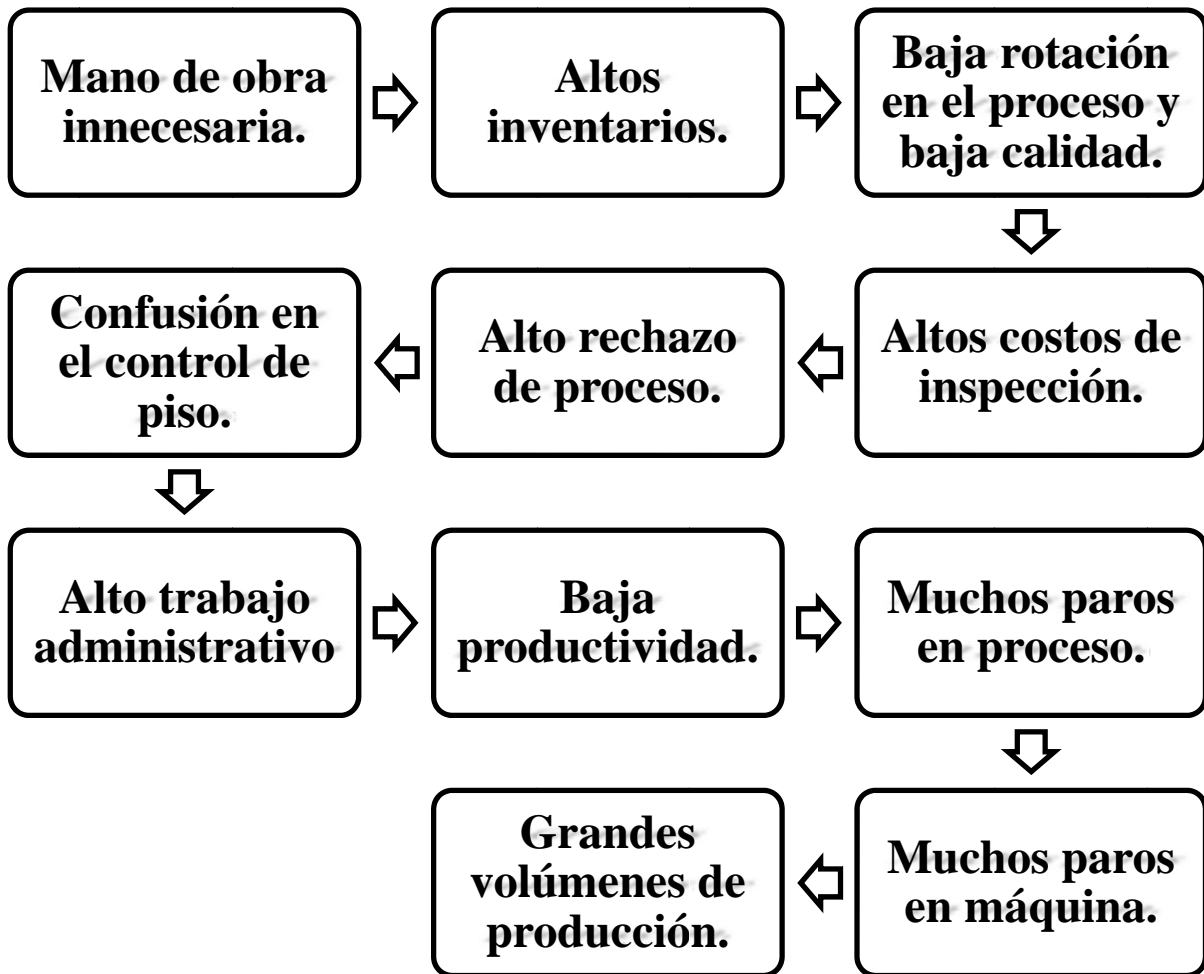 Mano de obra
innecesaria.
Altos
inventarios.
Baja rotación
en el proceso y
baja calidad.
Altos costos de
inspección.
Alto rechazo
de proceso.
Confusión en
el control de
piso.
Alto trabajo
administrativo
Baja
productividad.
Muchos paros
en proceso.
Muchos paros
en máquina.
Grandes
volúmenes de
producción.